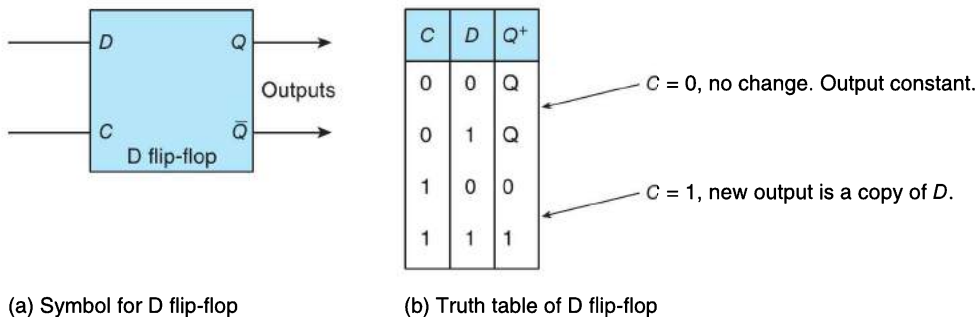 D Q
Outputs
C Q̅
D flip-flop
(a) Symbol for D flip-flop
C D Q⁺
0 0 Q
0 1 Q
1 0 0
1 1 1
C = 0, no change. Output constant.
C = 1, new output is a copy of D.
(b) Truth table of D flip-flop